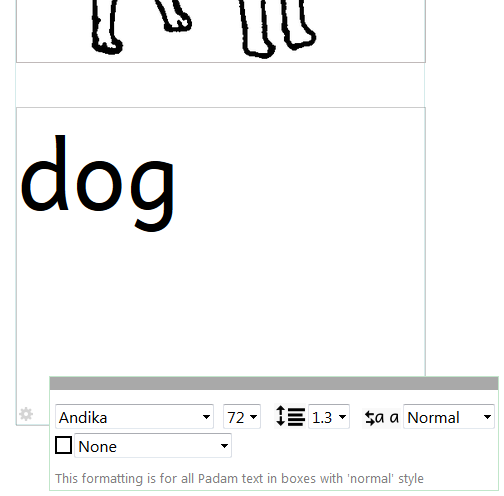 dog
Andika 72 1.3 Normal
None
This formatting is for all Padam text in boxes with 'normal' style